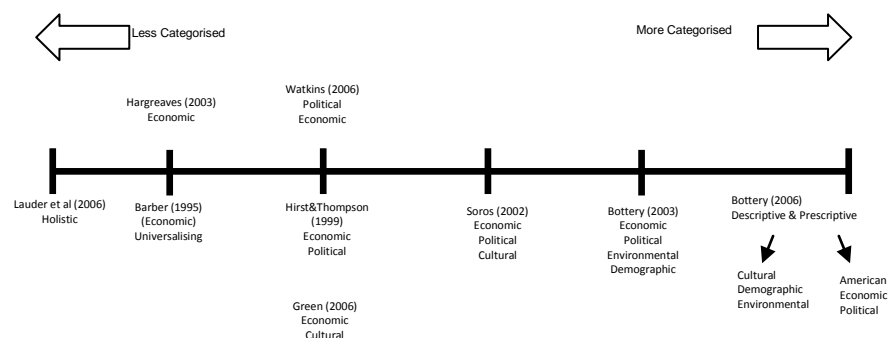 Less Categorised
More Categorised
Hargreaves (2003)
Economic
Watkins (2006)
Political
Economic
Lauder et al (2006)
Holistic
Barber (1995)
(Economic)
Universalising
Hirst&Thompson
(1999)
Economic
Political
Green (2006)
Economic
Cultural
Soros (2002)
Economic
Political
Cultural
Bottery (2003)
Economic
Political
Environmental
Demographic
Bottery (2006)
Descriptive & Prescriptive
Cultural
Demographic
Environmental
American
Economic
Political